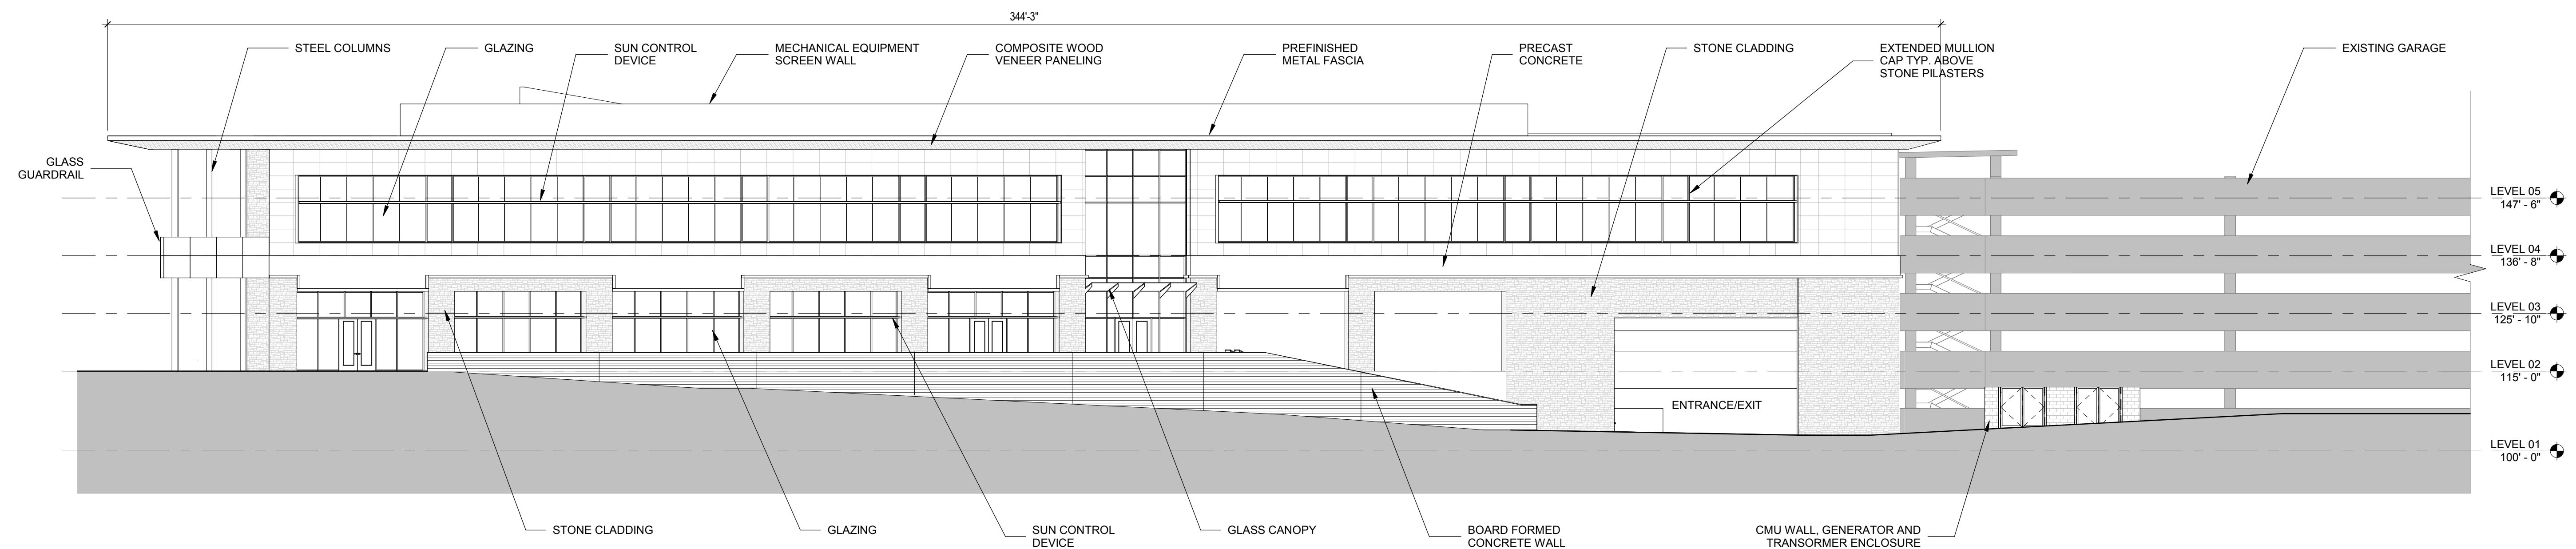 344'-3"
STEEL COLUMNS
GLAZING
SUN CONTROL
DEVICE
MECHANICAL EQUIPMENT
SCREEN WALL
COMPOSITE WOOD
VENEER PANELING
PREFINISHED
METAL FASCIA
PRECAST
CONCRETE
STONE CLADDING
EXTENDED MULLION
CAP TYP. ABOVE
STONE PILASTERS
EXISTING GARAGE
GLASS
GUARDRAIL
LEVEL 05
147' - 6"
LEVEL 04
136' - 8"
LEVEL 03
125' - 10"
LEVEL 02
115' - 0"
ENTRANCE/EXIT
LEVEL 01
100' - 0"
STONE CLADDING
GLAZING
SUN CONTROL
DEVICE
GLASS CANOPY
BOARD FORMED
CONCRETE WALL
CMU WALL, GENERATOR AND
TRANSORMER ENCLOSURE